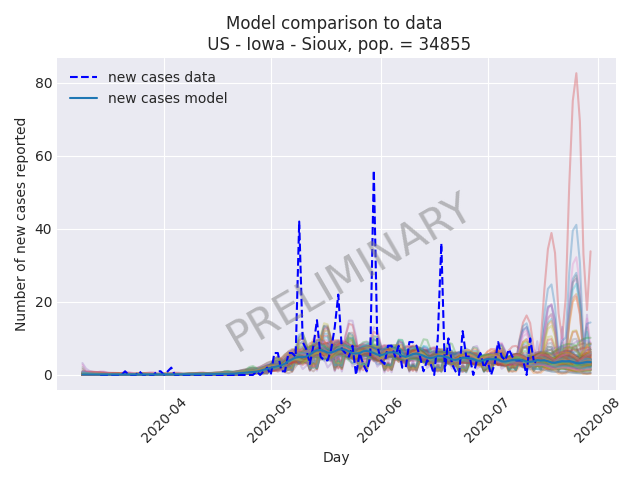 Model comparison to data
US - Iowa - Sioux, pop. = 34855
new cases data
new cases model
PRELIMINARY
Number of new cases reported
80
60
40
20
0
2020-04
2020-05
2020-06
2020-07
2020-08
Day